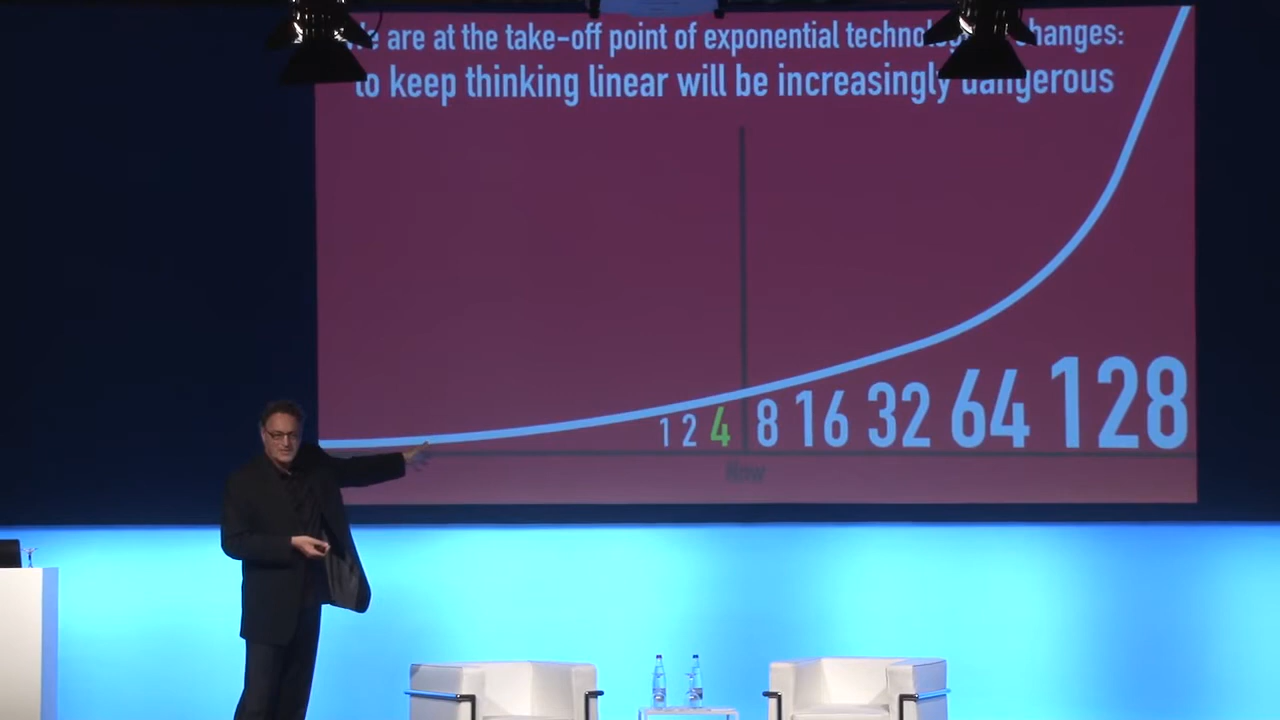 are at the take-off point of exponential changes:
to keep thinking linear will be increasingly dangerous
1 2 4 8 16 32 64 128
Now